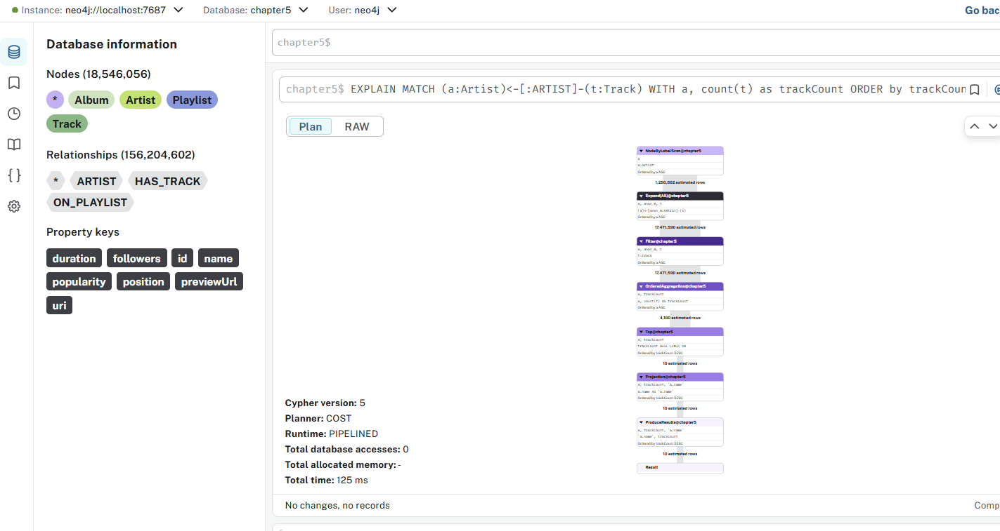 Instance: neo4j://localhost:7687 Database: chapter5 User: neo4j Go bac
Database information
Nodes (18,546,056)
* Album Artist Playlist
Track
Relationships (156,204,602)
* ARTIST HAS_TRACK
ON_PLAYLIST
Property keys
duration followers id name
popularity position previewUrl
uri
chapter5$
chapter5$ EXPLAIN MATCH (a:Artist)<-[:ARTIST]-(t:Track) WITH a, count(t) as trackCount ORDER by trackCoun
Plan RAW
NodeByLabelScan@chapter5
a
a:Artist
Ordered by a ASC
1,290,662 estimated rows
Expand(All)@chapter5
a, anon_0, t
(a)<-[anon_0:ARTIST]-(t)
Ordered by a ASC
17,471,590 estimated rows
Filter@chapter5
a, anon_0, t
t:Track
Ordered by a ASC
17,471,590 estimated rows
OrderedAggregation@chapter5
a, trackCount
a, count(t) AS trackCount
Ordered by a ASC
4,180 estimated rows
Top@chapter5
a, trackCount
trackCount DESC LIMIT 10
Ordered by trackCount DESC
10 estimated rows
Projection@chapter5
a, trackCount, `a.name`
a.name AS `a.name`
Ordered by trackCount DESC
10 estimated rows
ProduceResults@chapter5
a, trackCount, `a.name`
`a.name`, trackCount
Ordered by trackCount DESC
10 estimated rows
Result
Cypher version: 5
Planner: COST
Runtime: PIPELINED
Total database accesses: 0
Total allocated memory: -
Total time: 125 ms
No changes, no records
Comp